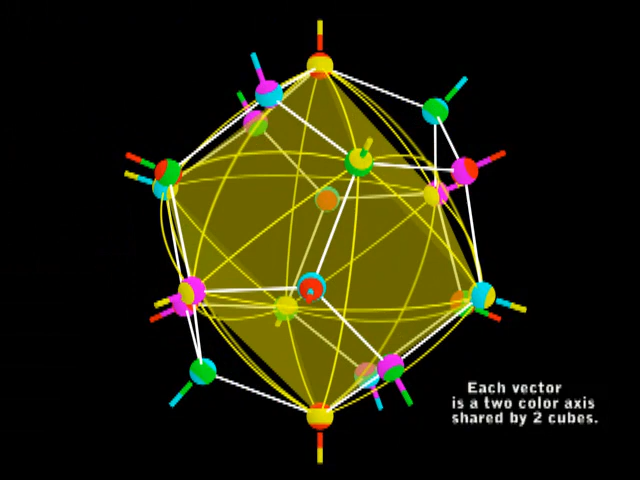 Each vector
is a two color axis
shared by 2 cubes.